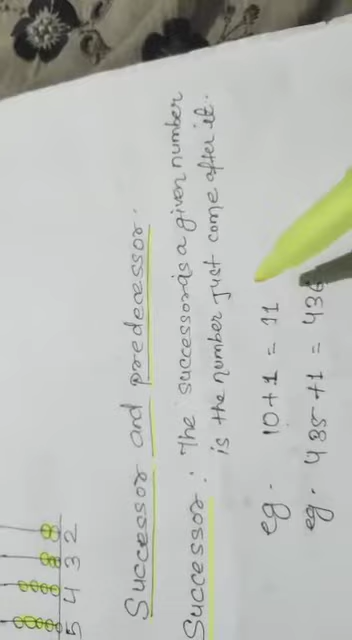 5 4 3 2
Successor and predecessor.
Successor: The successor as a given number
is the number just come after it.
eg. 10+1 = 11
eg. 435+1 = 436